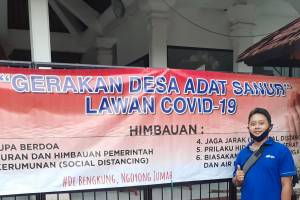 "GERAKAN DESA ADAT SANUR"
LAWAN COVID-19
HIMBAUAN :
UPA BERDOA
URAN DAN HIMBAUAN PEMERINTAH
KERUMUNAN (SOCIAL DISTANCING)
4. JAGA JARAK
5. PRILAKU HID
6. BIASAKA
DAN AIR
#DE BENGKUNG, NGOYONG JUMAH